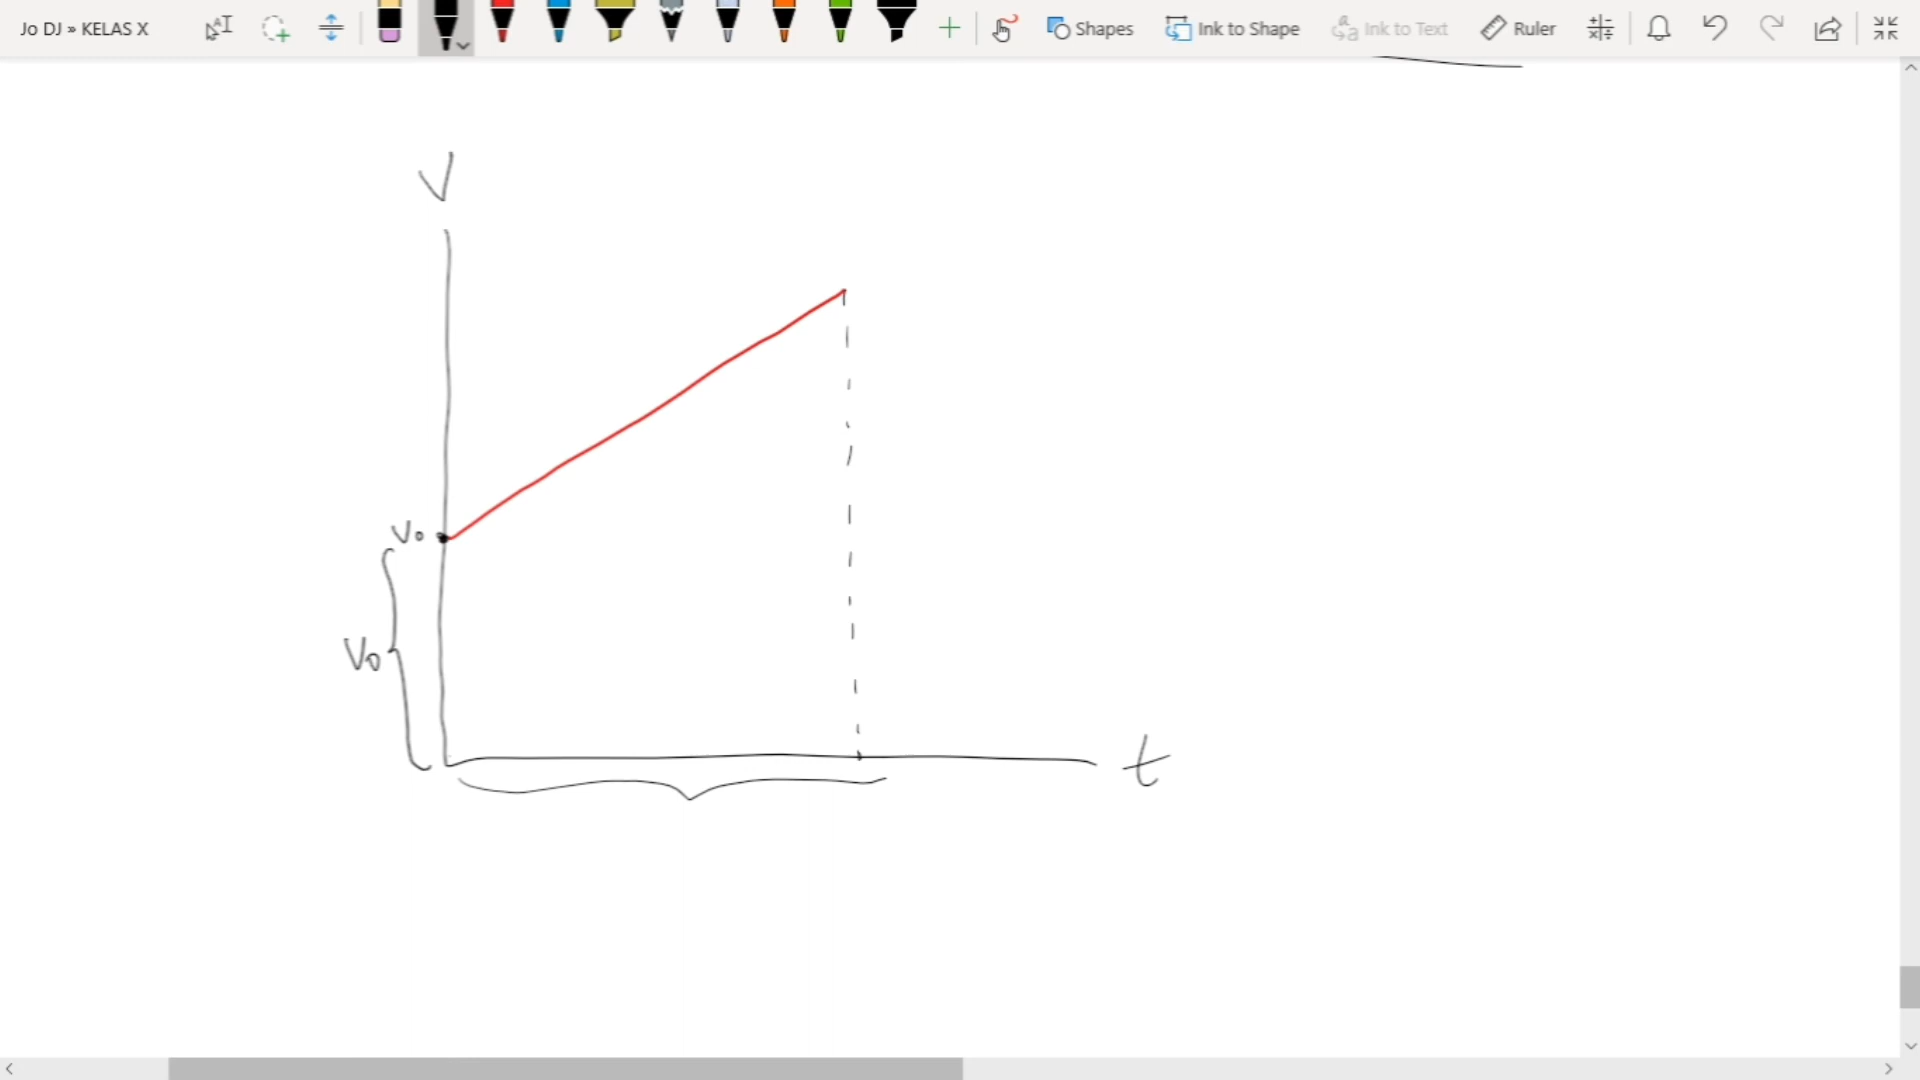 Jo DJ » KELAS X
Shapes
Ink to Shape
Ink to Text
Ruler
V
V₀
V₀
t